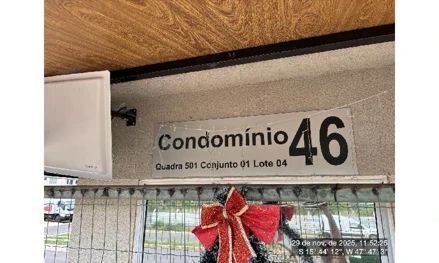 Condomínio 46
Quadra 501 Conjunto 01 Lote 04
29 de nov. de 2025, 11:52:25
S 15° 44' 12", W 47° 47' 3"